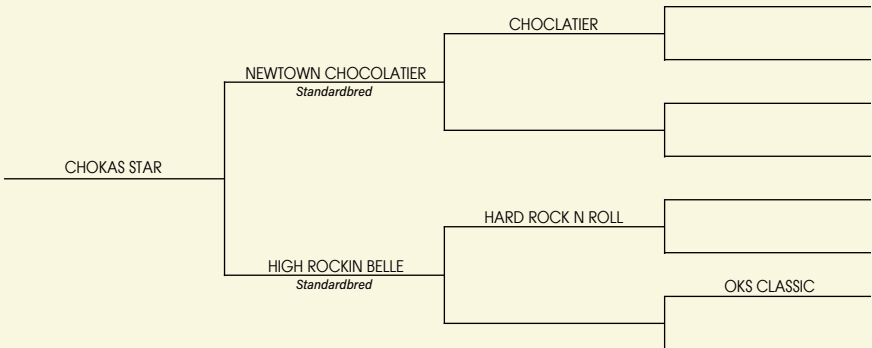 CHOCLATIER
NEWTOWN CHOCOLATIER
Standardbred
CHOKAS STAR
HARD ROCK N ROLL
HIGH ROCKIN BELLE
Standardbred
OKS CLASSIC